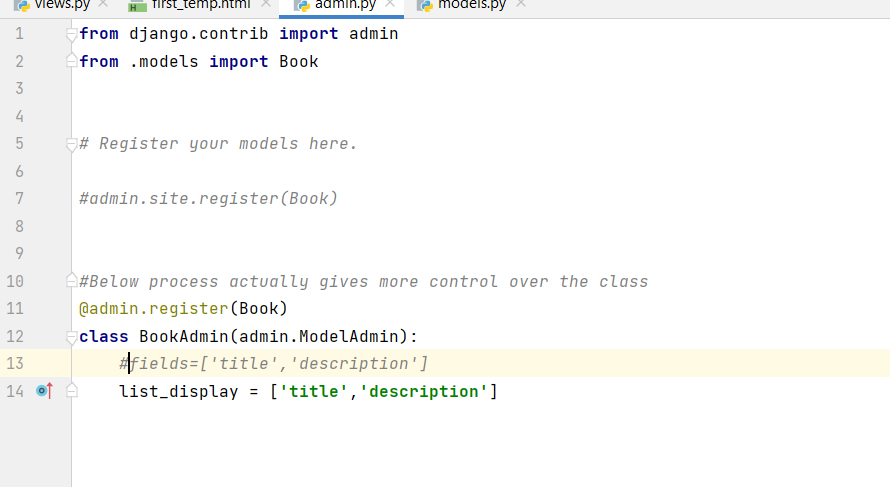 views.py first_temp.html admin.py models.py
1 from django.contrib import admin
2 from .models import Book
3
4
5 # Register your models here.
6
7 #admin.site.register(Book)
8
9
10 #Below process actually gives more control over the class
11 @admin.register(Book)
12 class BookAdmin(admin.ModelAdmin):
13 #fields=['title','description']
14 list_display = ['title','description']